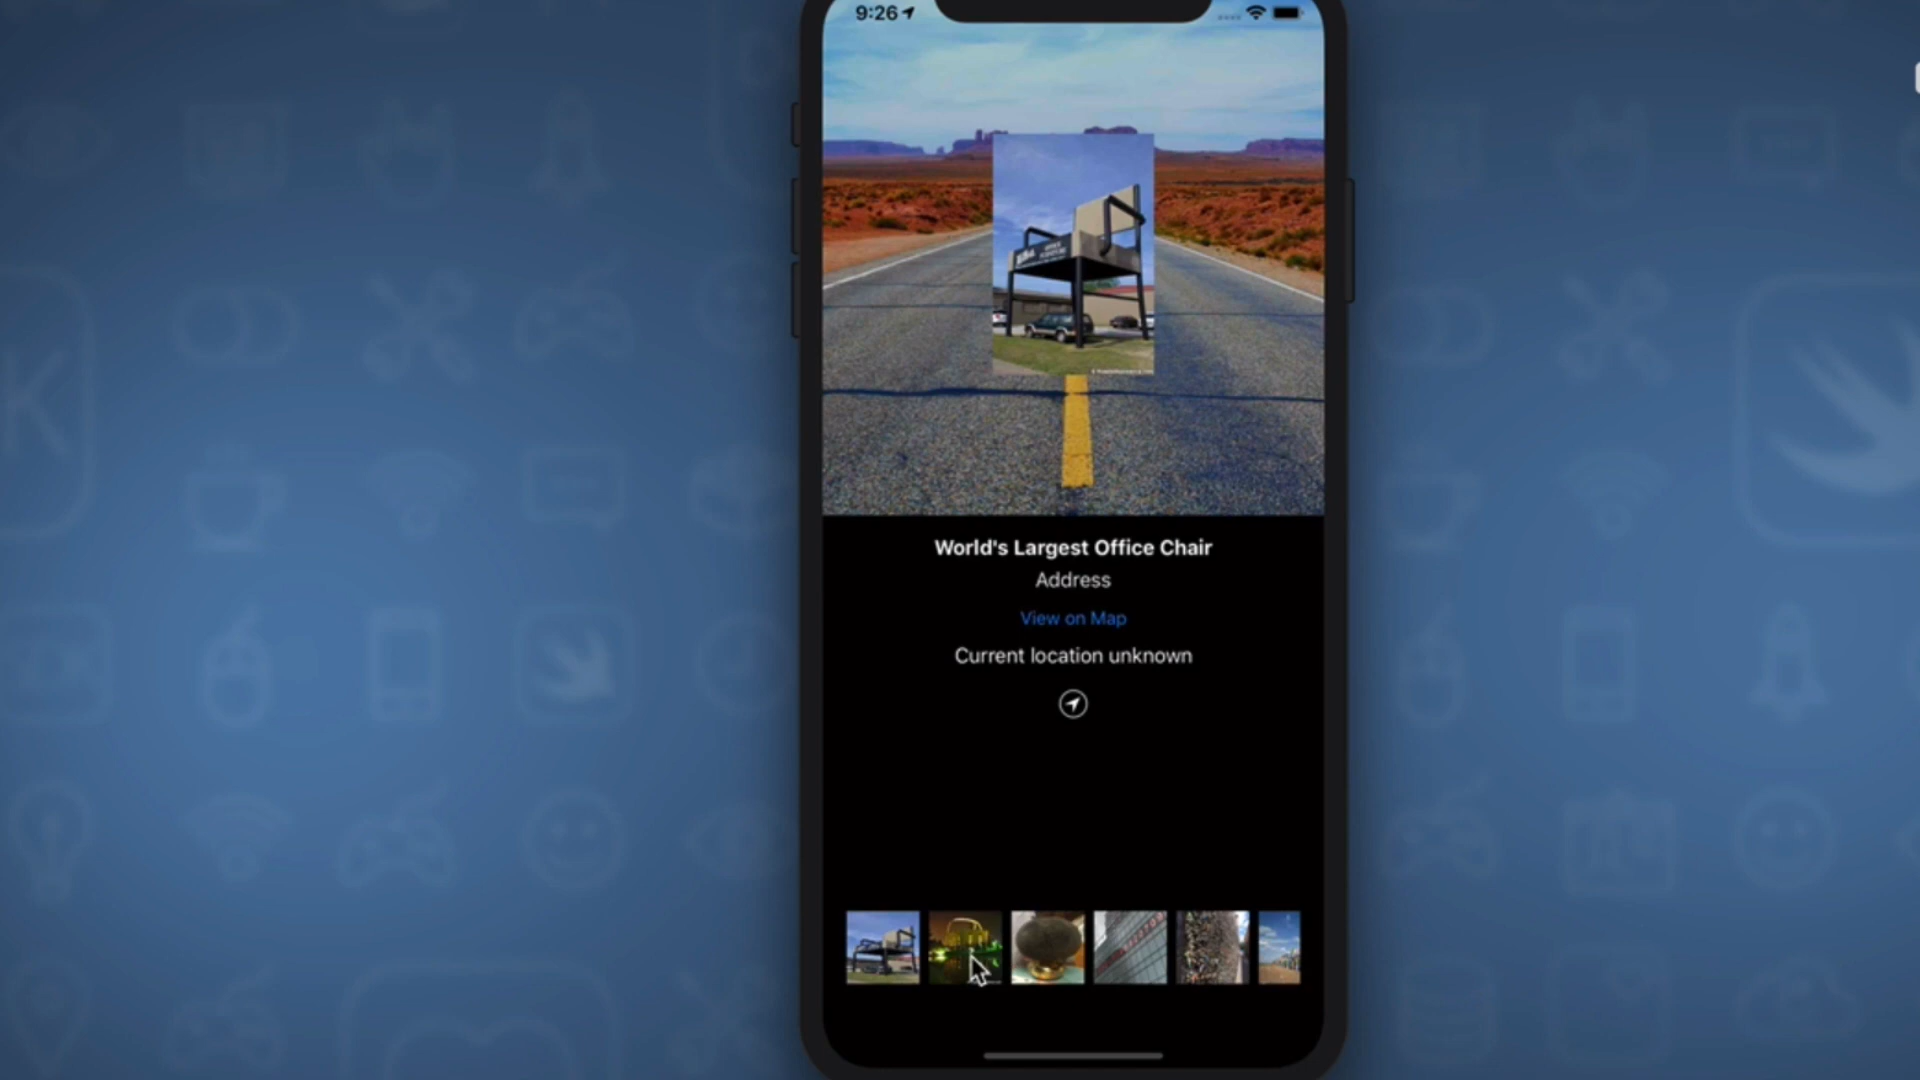 9:26
World's Largest Office Chair
Address
View on Map
Current location unknown
K